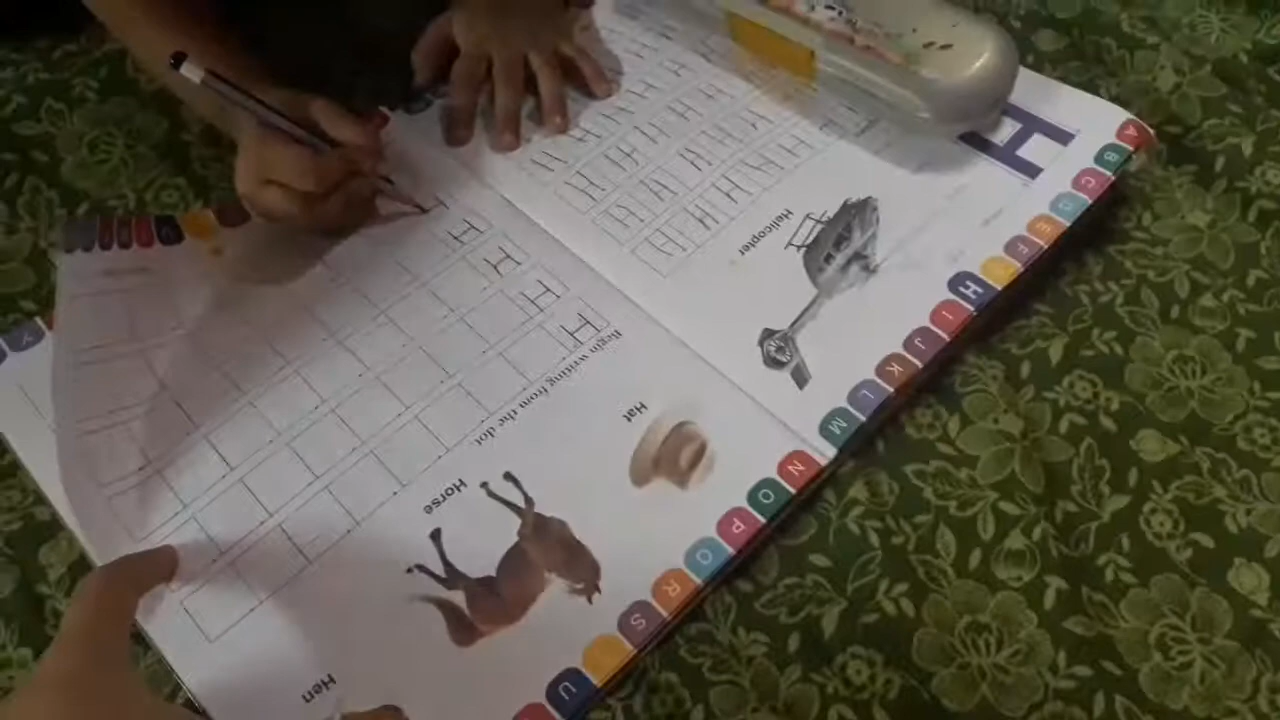 H
Helicopter
H H H H
H H H H
H H H H
H H H H
Hat
Horse
Hen
Begin writing from the dot.
H
H
H
H
A
B
C
D
E
F
H
I
J
K
L
M
N
O
P
Q
R
S
U
Y